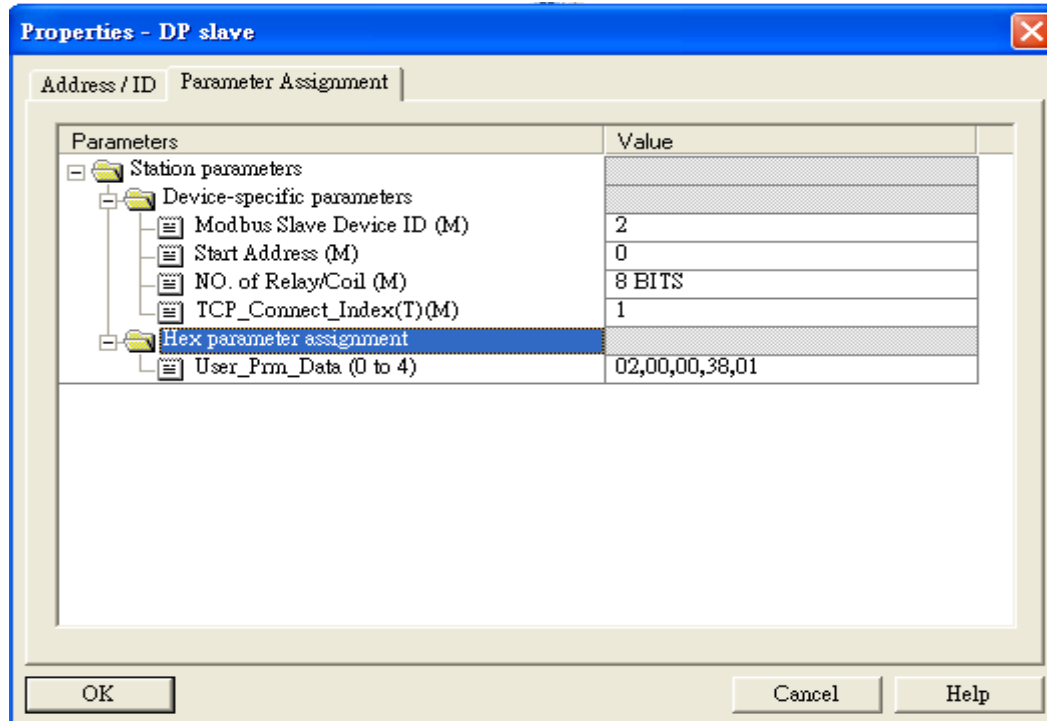 Properties - DP slave
Address / ID Parameter Assignment
Parameters Value
Station parameters
Device-specific parameters
Modbus Slave Device ID (M) 2
Start Address (M) 0
NO. of Relay/Coil (M) 8 BITS
TCP_Connect_Index(T)(M) 1
Hex parameter assignment
User_Prm_Data (0 to 4) 02,00,00,38,01
OK Cancel Help